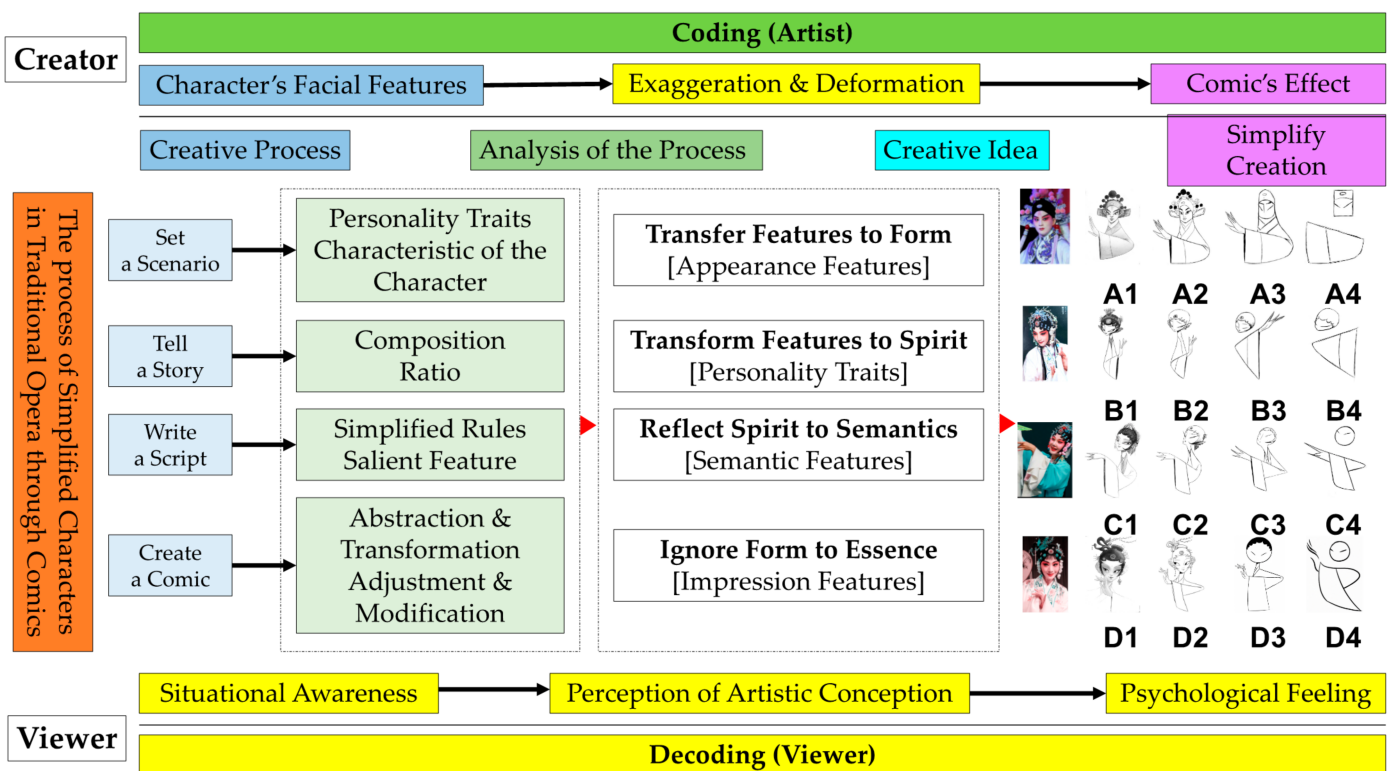 Coding (Artist)
Creator
Character's Facial Features
Exaggeration & Deformation
Comic's Effect
Creative Process
Analysis of the Process
Creative Idea
Simplify
Creation
The process of Simplified Characters
in Traditional Opera through Comics
Set
a Scenario
Personality Traits
Characteristic of the
Character
Transfer Features to Form
[Appearance Features]
A1 A2 A3 A4
Tell
a Story
Composition
Ratio
Transform Features to Spirit
[Personality Traits]
B1 B2 B3 B4
Write
a Script
Simplified Rules
Salient Feature
Reflect Spirit to Semantics
[Semantic Features]
C1 C2 C3 C4
Create
a Comic
Abstraction &
Transformation
Adjustment &
Modification
Ignore Form to Essence
[Impression Features]
D1 D2 D3 D4
Situational Awareness
Perception of Artistic Conception
Psychological Feeling
Viewer
Decoding (Viewer)